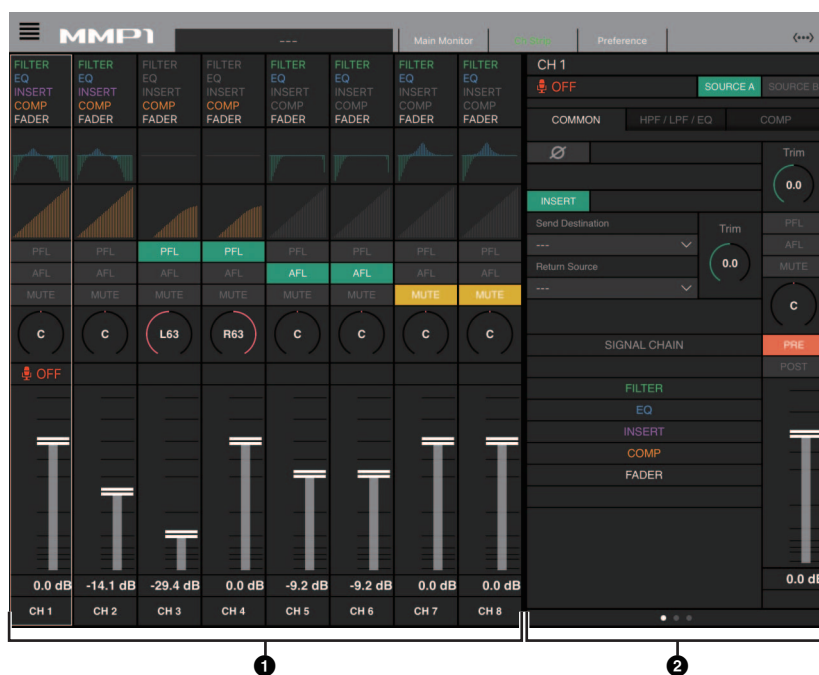 MMP1
---
Main Monitor
Preference
FILTER FILTER FILTER FILTER FILTER FILTER FILTER FILTER
EQ EQ EQ EQ EQ EQ EQ EQ
INSERT INSERT INSERT INSERT INSERT INSERT INSERT INSERT
COMP COMP COMP COMP COMP COMP COMP COMP
FADER FADER FADER FADER FADER FADER FADER FADER
PFL PFL PFL PFL PFL PFL PFL PFL
AFL AFL AFL AFL AFL AFL AFL AFL
MUTE MUTE MUTE MUTE MUTE MUTE MUTE MUTE
C C L63 R63 C C C C
OFF
0.0 dB -14.1 dB -29.4 dB 0.0 dB -9.2 dB -9.2 dB 0.0 dB 0.0 dB
CH 1 CH 2 CH 3 CH 4 CH 5 CH 6 CH 7 CH 8
CH 1
OFF
SOURCE A SOURCE B
COMMON HPF / LPF / EQ COMP
Ø
Trim
0.0
INSERT
Send Destination
---
Return Source
---
Trim
0.0
PFL
AFL
MUTE
C
SIGNAL CHAIN
PRE
POST
FILTER
EQ
INSERT
COMP
FADER
0.0 dB
1
2